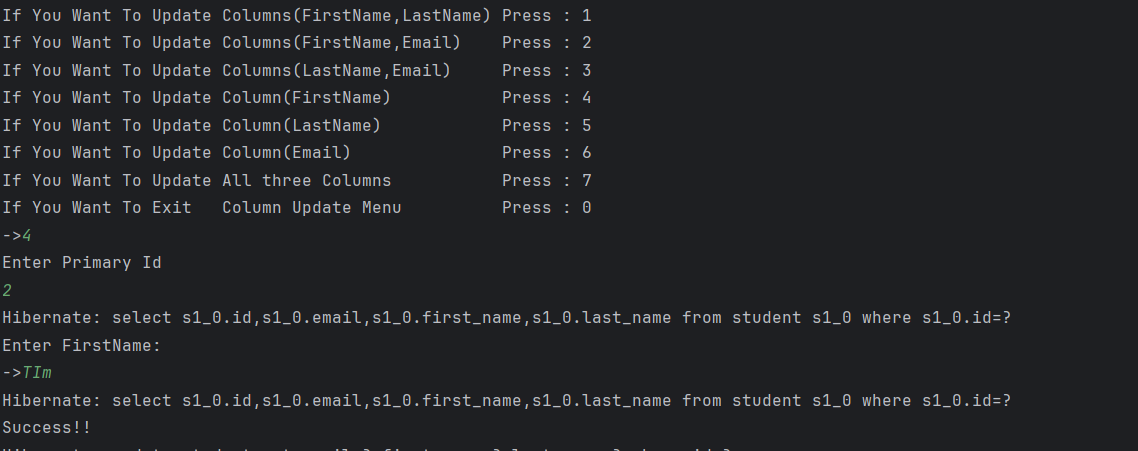 If You Want To Update Columns(FirstName,LastName) Press : 1
If You Want To Update Columns(FirstName,Email)    Press : 2
If You Want To Update Columns(LastName,Email)     Press : 3
If You Want To Update Column(FirstName)           Press : 4
If You Want To Update Column(LastName)            Press : 5
If You Want To Update Column(Email)               Press : 6
If You Want To Update All three Columns           Press : 7
If You Want To Exit   Column Update Menu          Press : 0
->4
Enter Primary Id
2
Hibernate: select s1_0.id,s1_0.email,s1_0.first_name,s1_0.last_name from student s1_0 where s1_0.id=?
Enter FirstName:
->TIm
Hibernate: select s1_0.id,s1_0.email,s1_0.first_name,s1_0.last_name from student s1_0 where s1_0.id=?
Success!!